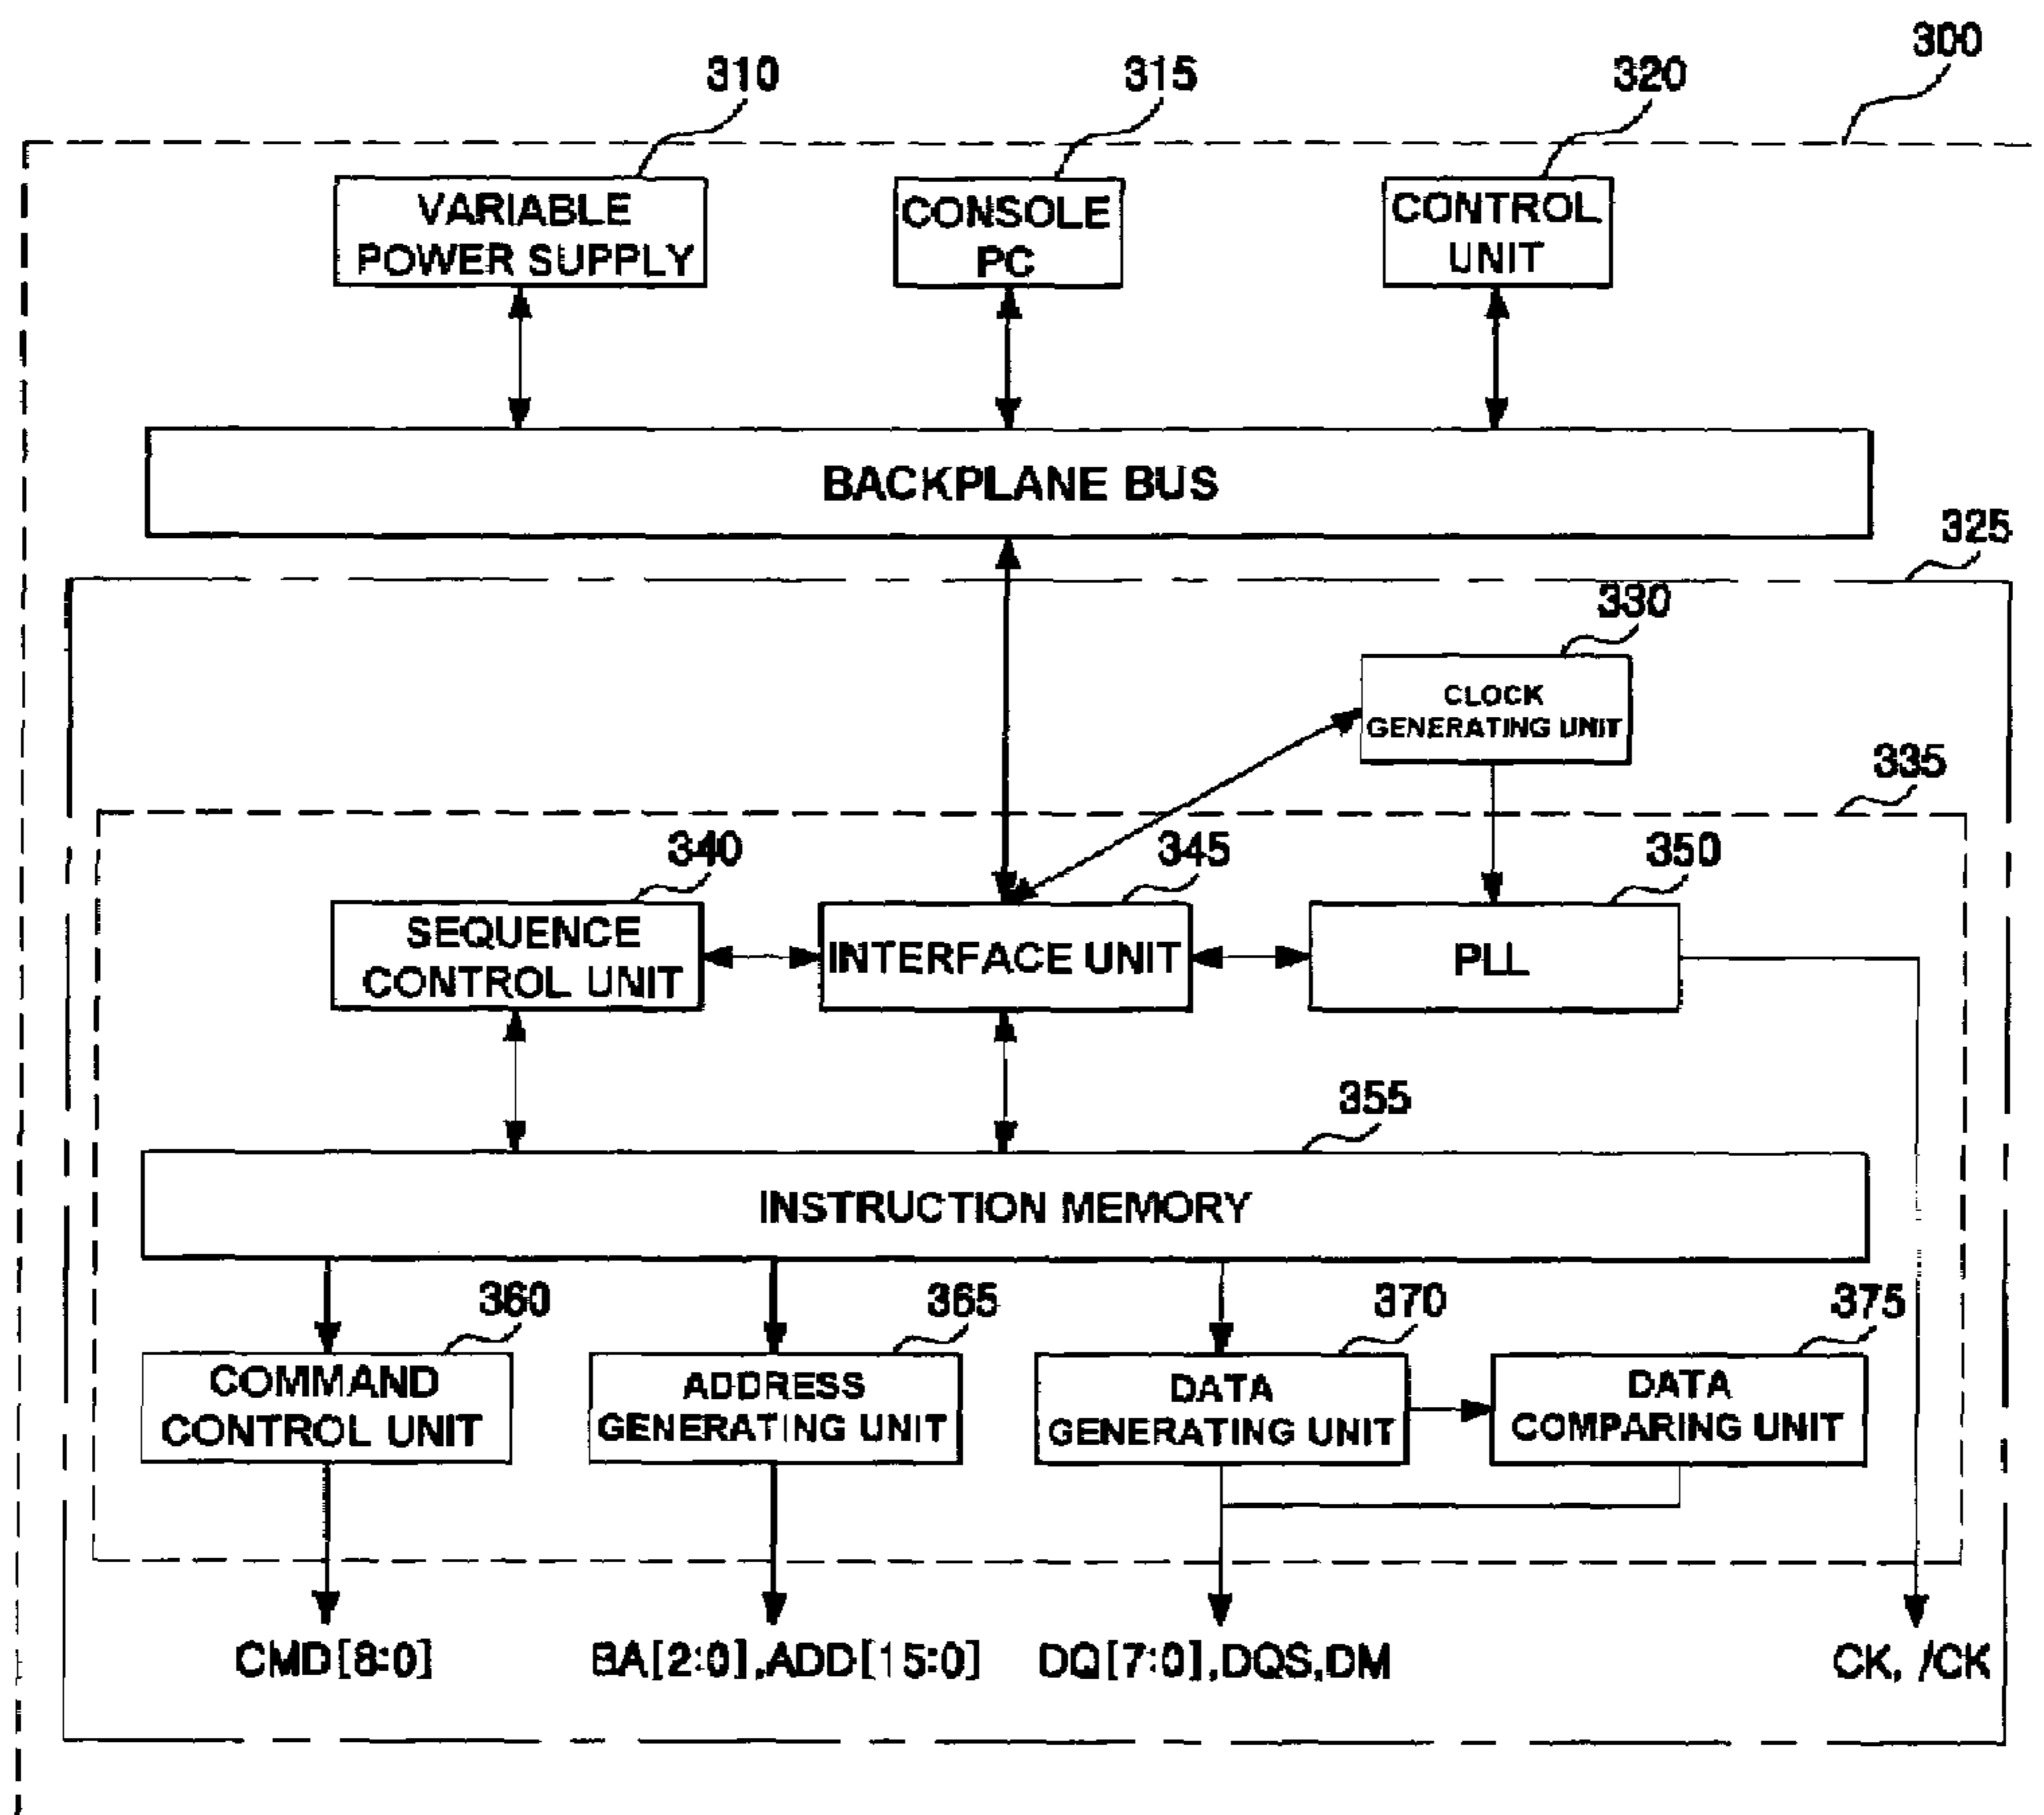 300
310
315
320
VARIABLE
POWER SUPPLY
CONSOLE
PC
CONTROL
UNIT
BACKPLANE BUS
325
330
CLOCK
GENERATING UNIT
335
340
345
350
SEQUENCE
CONTROL UNIT
INTERFACE UNIT
PLL
355
INSTRUCTION MEMORY
360
365
370
375
COMMAND
CONTROL UNIT
ADDRESS
GENERATING UNIT
DATA
GENERATING UNIT
DATA
COMPARING UNIT
CMD[8:0]
BA[2:0],ADD[15:0]
DQ[7:0],DQS,DM
CK, /CK